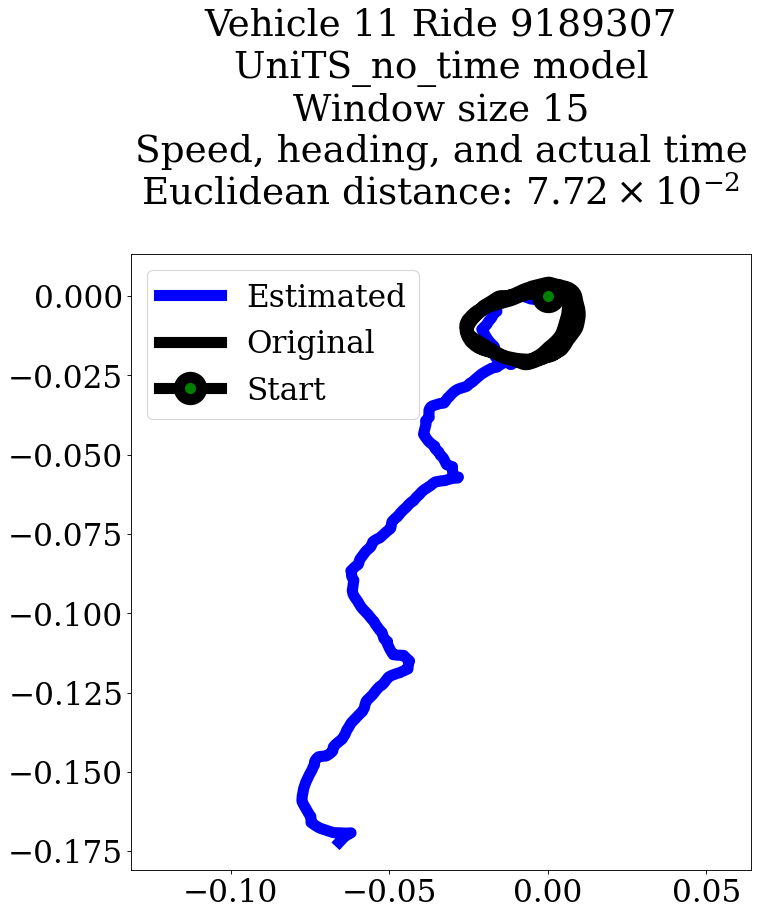 Vehicle 11 Ride 9189307
UniTS_no_time model
Window size 15
Speed, heading, and actual time
Euclidean distance: 7.72 × 10⁻²
Estimated
Original
Start
0.000
−0.025
−0.050
−0.075
−0.100
−0.125
−0.150
−0.175
−0.10 −0.05 0.00 0.05